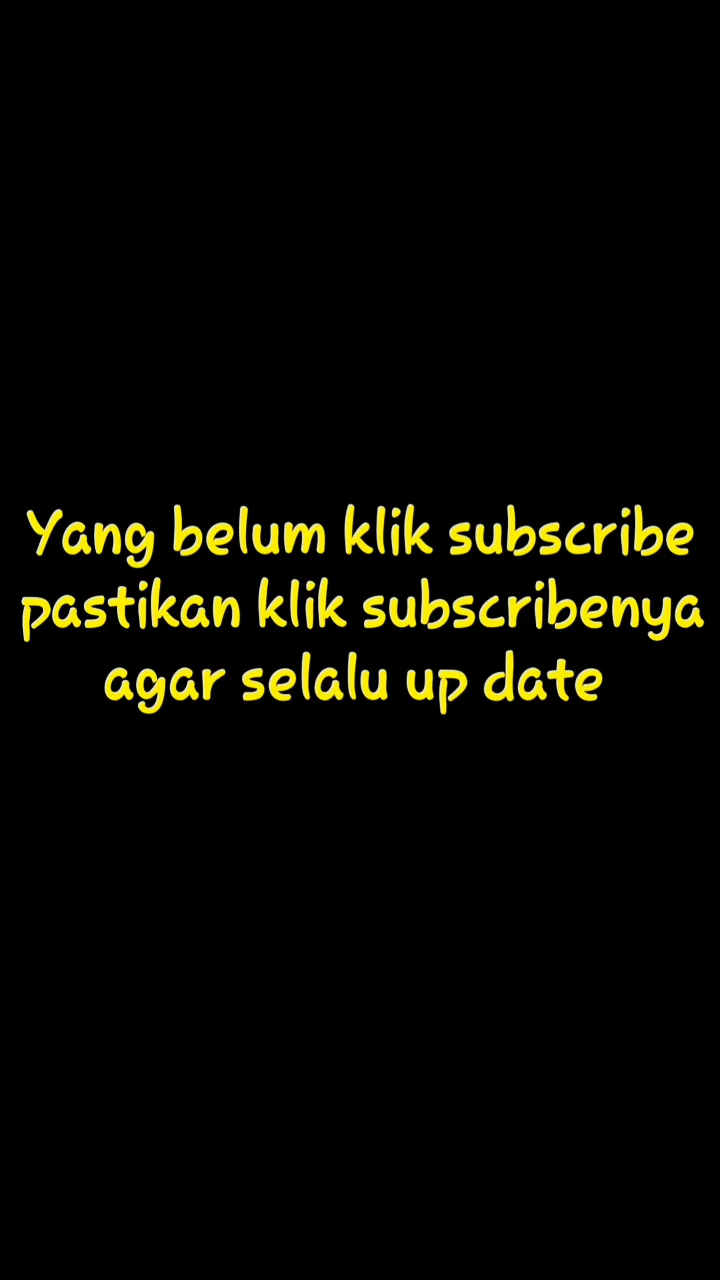 Yang belum klik subscribe
pastikan klik subscribenya
agar selalu up date